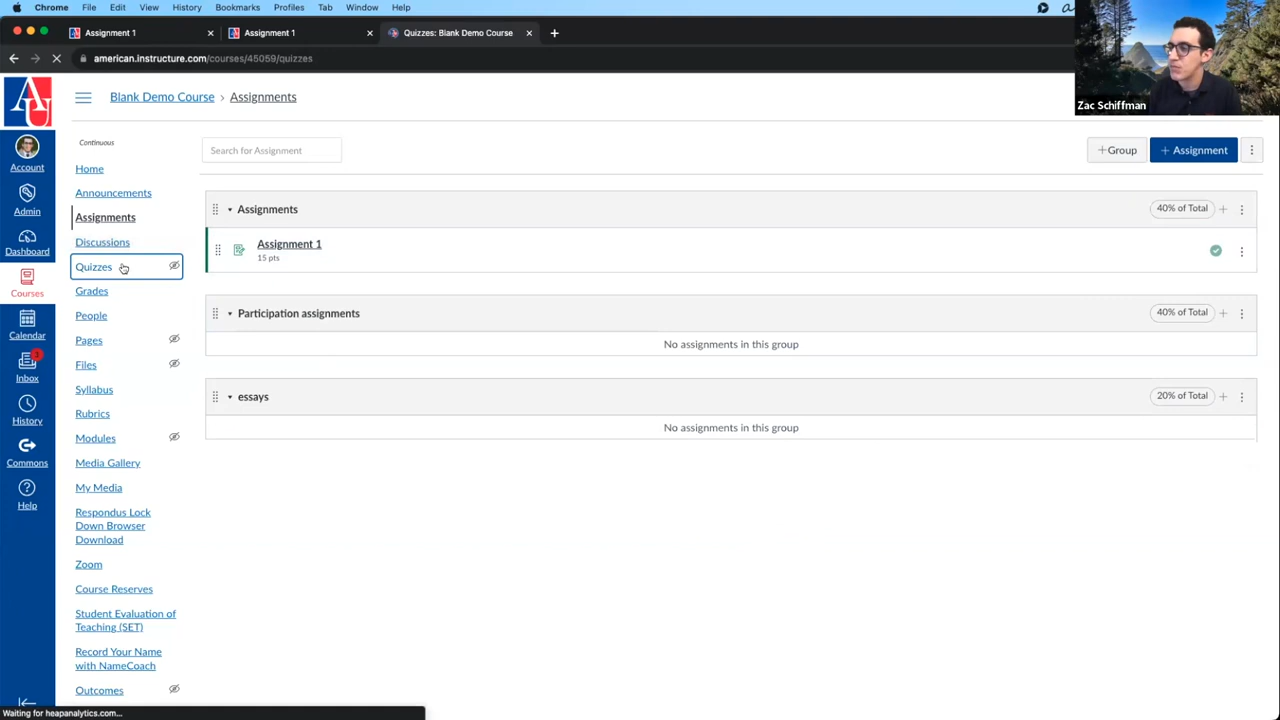 Chrome File Edit View History Bookmarks Profiles Tab Window Help
Assignment 1
Assignment 1
Quizzes: Blank Demo Course
american.instructure.com/courses/45059/quizzes
Zac Schiffman
AU
Blank Demo Course › Assignments
Account
Admin
Dashboard
Courses
Calendar
3
Inbox
History
Commons
Help
Continuous
Home
Announcements
Assignments
Discussions
Quizzes
Grades
People
Pages
Files
Syllabus
Rubrics
Modules
Media Gallery
My Media
Respondus Lock
Down Browser
Download
Zoom
Course Reserves
Student Evaluation of
Teaching (SET)
Record Your Name
with NameCoach
Outcomes
Search for Assignment
+Group
+ Assignment
Assignments
40% of Total
Assignment 1
15 pts
Participation assignments
40% of Total
No assignments in this group
essays
20% of Total
No assignments in this group
Waiting for heapanalytics.com...